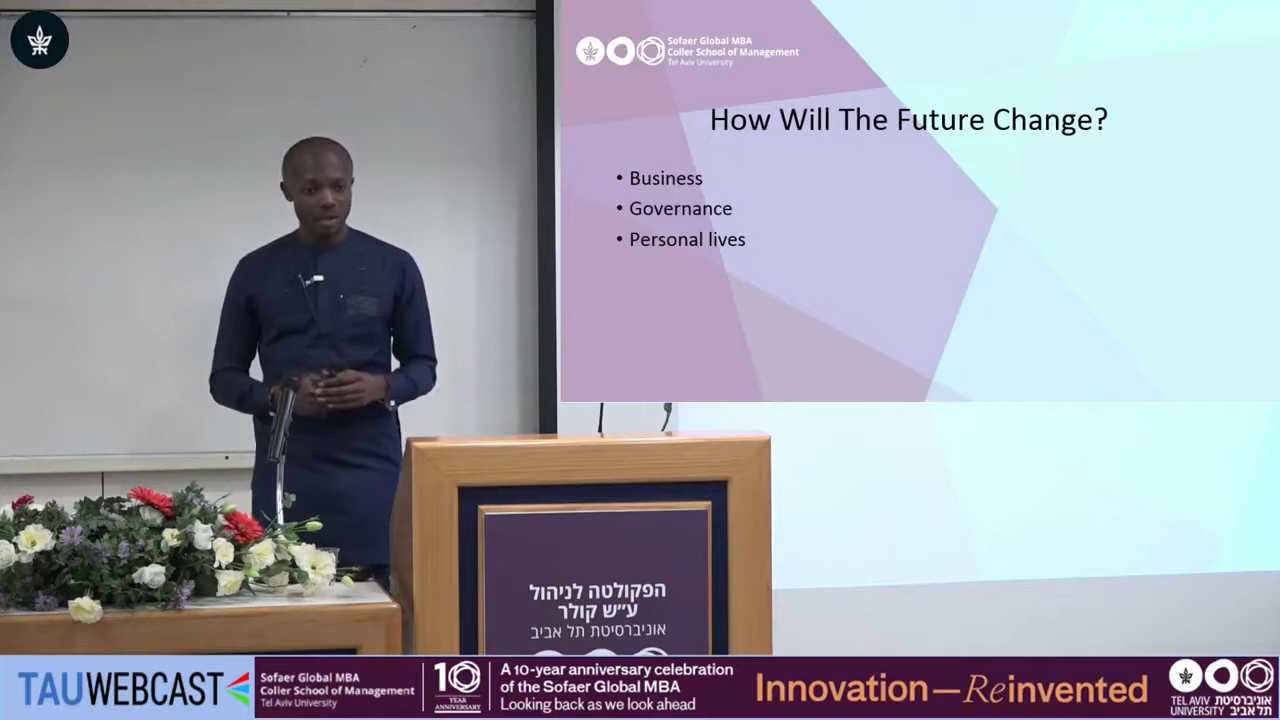 Sofaer Global MBA
Coller School of Management
Tel Aviv University
How Will The Future Change?
• Business
• Governance
• Personal lives
הפקולטה לניהול
ע״ש קולר
אוניברסיטת תל אביב
TAUWEBCAST
Sofaer Global MBA
Coller School of Management
Tel Aviv University
10
YEAR
ANNIVERSARY
A 10-year anniversary celebration
of the Sofaer Global MBA
Looking back as we look ahead
Innovation—Reinvented
TEL AVIV
UNIVERSITY
אוניברסיטת
תל אביב